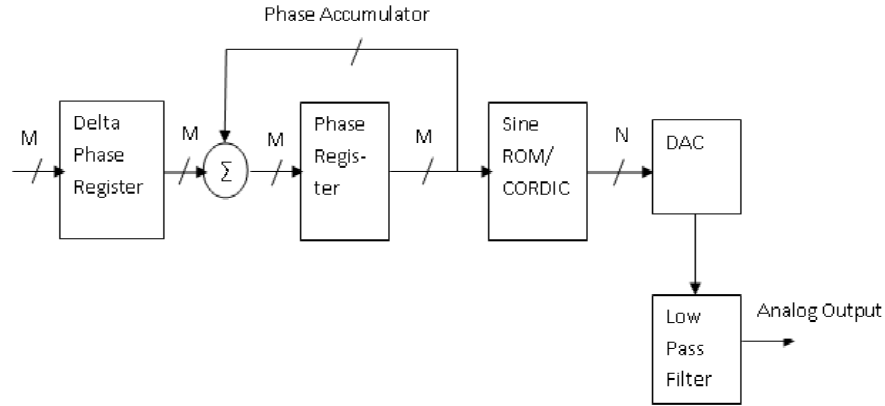 Phase Accumulator
M
Delta
Phase
Register
M
Σ
M
Phase
Regis-
ter
M
Sine
ROM/
CORDIC
N
DAC
Low
Pass
Filter
Analog Output